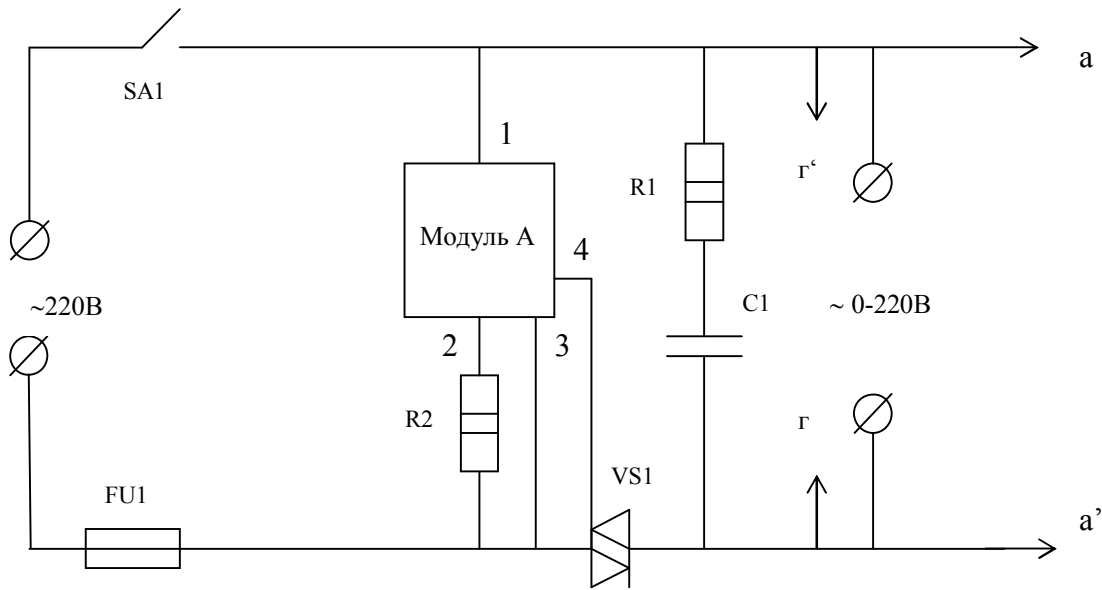 а
SA1
1
г‘
R1
Модуль А
4
~220В
C1
~ 0-220В
2
3
R2
г
VS1
FU1
а’